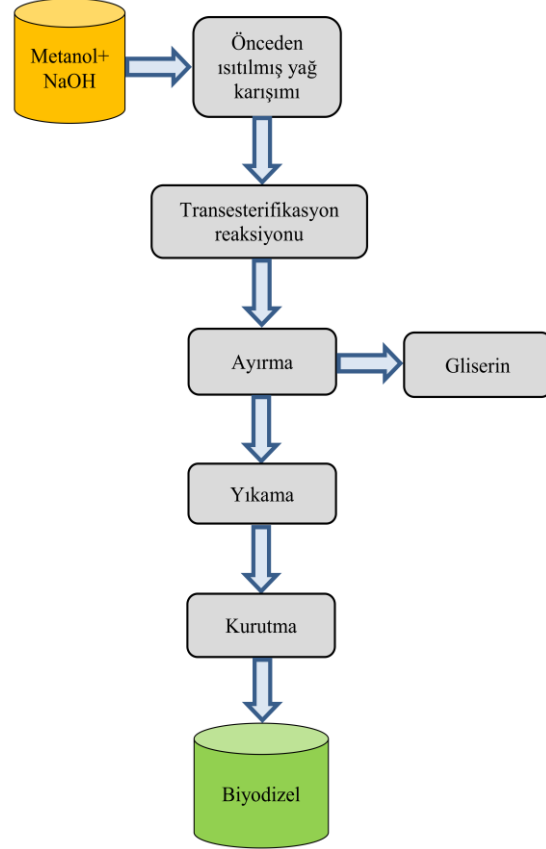 Metanol+
NaOH
Önceden
ısıtılmış yağ
karışımı
Transesterifikasyon
reaksiyonu
Ayırma
Gliserin
Yıkama
Kurutma
Biyodizel